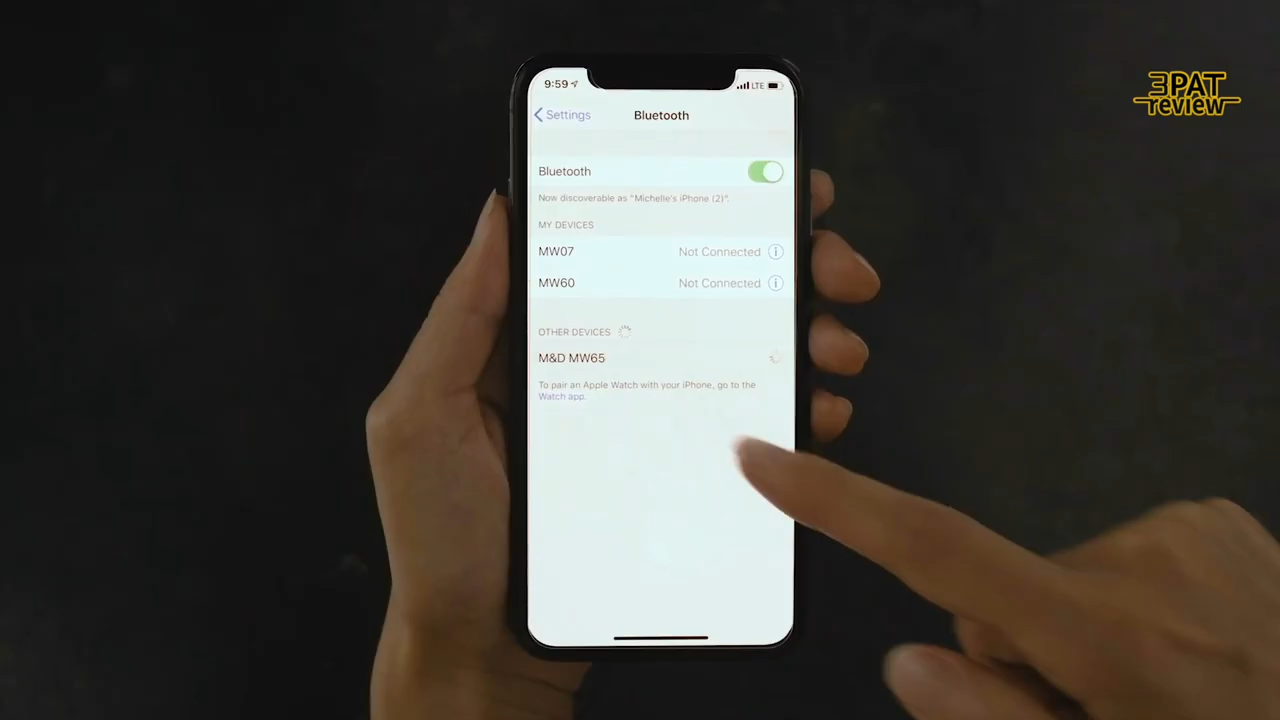 9:59
LTE
Settings
Bluetooth
Bluetooth
Now discoverable as "Michelle's iPhone (2)".
MY DEVICES
MW07 Not Connected
MW60 Not Connected
OTHER DEVICES
M&D MW65
To pair an Apple Watch with your iPhone, go to the
Watch app.
3PAT
review